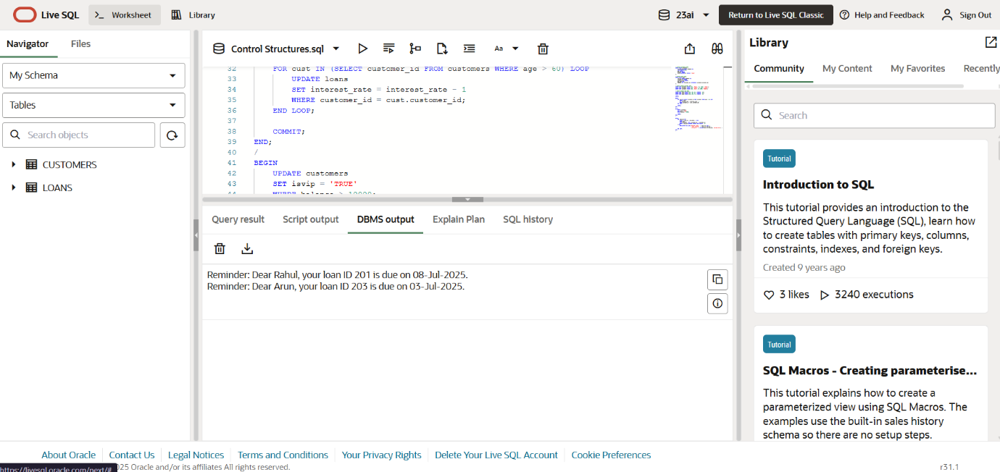 Live SQL
Worksheet
Library
23ai
Return to Live SQL Classic
Help and Feedback
Sign Out
Navigator
Files
My Schema
Tables
Search objects
CUSTOMERS
LOANS
Control Structures.sql
Aa
32 FOR cust IN (SELECT customer_id FROM customers WHERE age > 60) LOOP
33 UPDATE loans
34 SET interest_rate = interest_rate - 1
35 WHERE customer_id = cust.customer_id;
36 END LOOP;
37
38 COMMIT;
39 END;
40 /
41 BEGIN
42 UPDATE customers
43 SET isvip = 'TRUE'
44 WHERE balance > 10000;
Query result
Script output
DBMS output
Explain Plan
SQL history
Reminder: Dear Rahul, your loan ID 201 is due on 08-Jul-2025.
Reminder: Dear Arun, your loan ID 203 is due on 03-Jul-2025.
Library
Community
My Content
My Favorites
Recently
Search
Tutorial
Introduction to SQL
This tutorial provides an introduction to the
Structured Query Language (SQL), learn how
to create tables with primary keys, columns,
constraints, indexes, and foreign keys.
Created 9 years ago
3 likes
3240 executions
Tutorial
SQL Macros - Creating parameterise...
This tutorial explains how to create a
parameterized view using SQL Macros. The
examples use the built-in sales history
schema so there are no setup steps.
About Oracle
Contact Us
Legal Notices
Terms and Conditions
Your Privacy Rights
Delete Your Live SQL Account
Cookie Preferences
https://livesql.oracle.com/next/#
025 Oracle and/or its affiliates All rights reserved.
r31.1